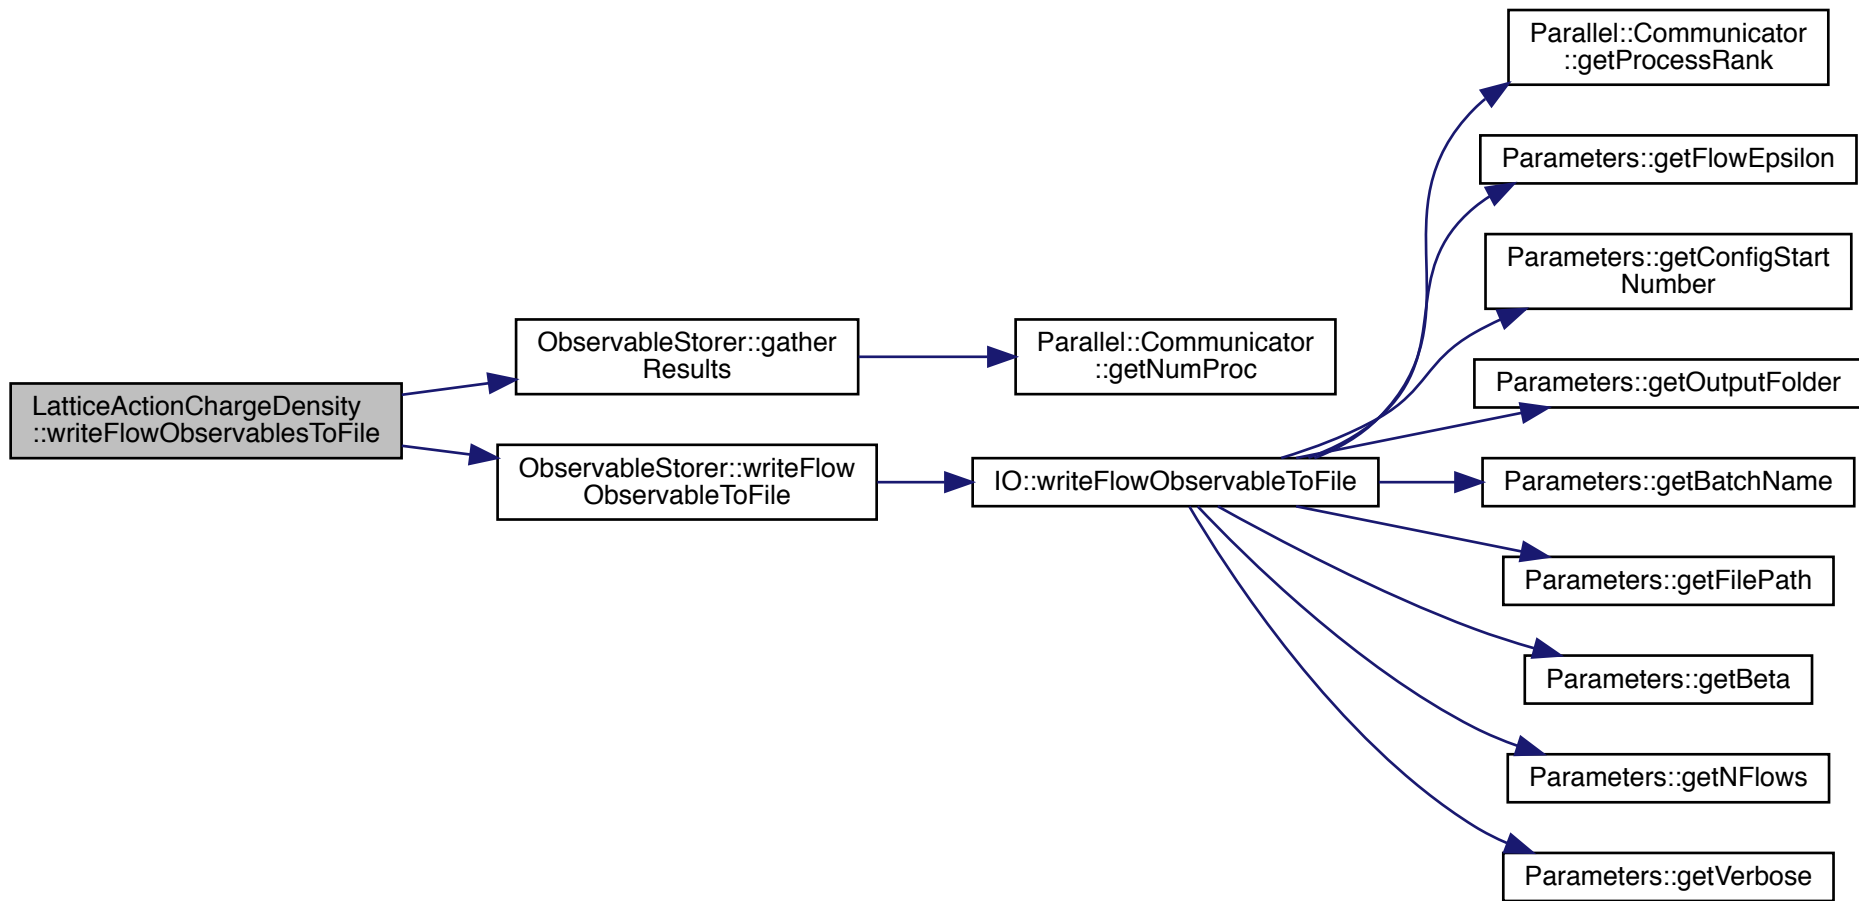 LatticeActionChargeDensity
::writeFlowObservablesToFile
ObservableStorer::gather
Results
Parallel::Communicator
::getNumProc
ObservableStorer::writeFlow
ObservableToFile
IO::writeFlowObservableToFile
Parallel::Communicator
::getProcessRank
Parameters::getFlowEpsilon
Parameters::getConfigStart
Number
Parameters::getOutputFolder
Parameters::getBatchName
Parameters::getFilePath
Parameters::getBeta
Parameters::getNFlows
Parameters::getVerbose